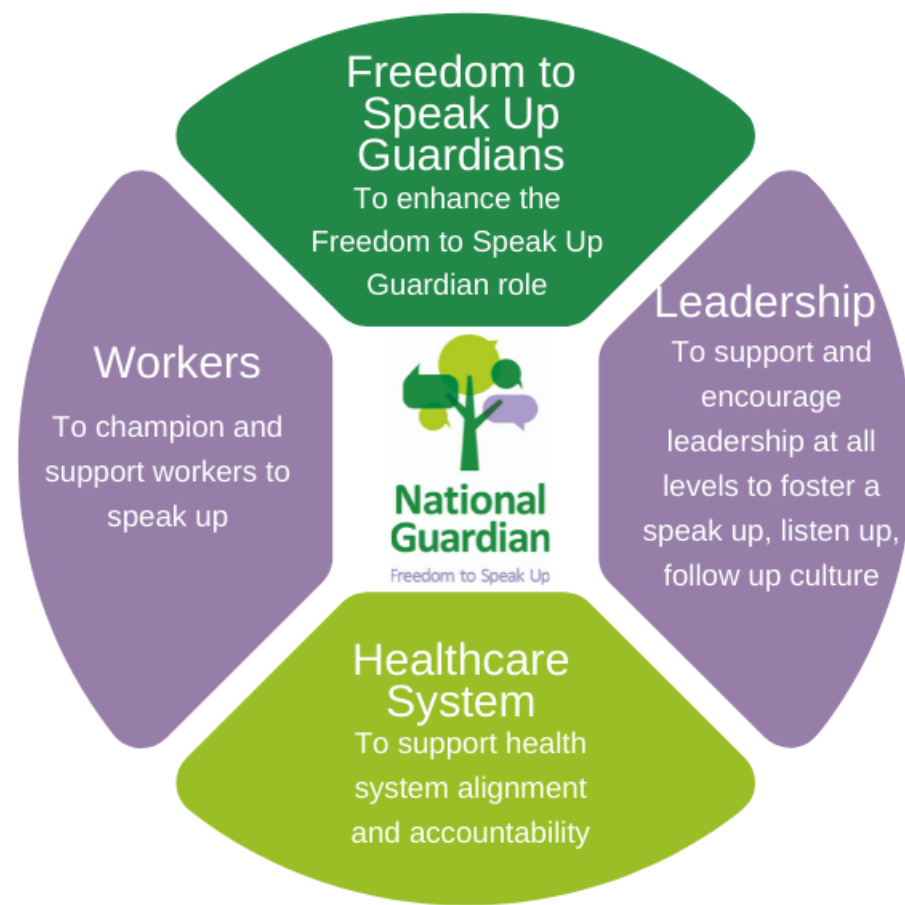 Freedom to
Speak Up
Guardians
To enhance the
Freedom to Speak Up
Guardian role
Workers
To champion and
support workers to
speak up
National
Guardian
Freedom to Speak Up
Leadership
To support and
encourage
leadership at all
levels to foster a
speak up, listen up,
follow up culture
Healthcare
System
To support health
system alignment
and accountability